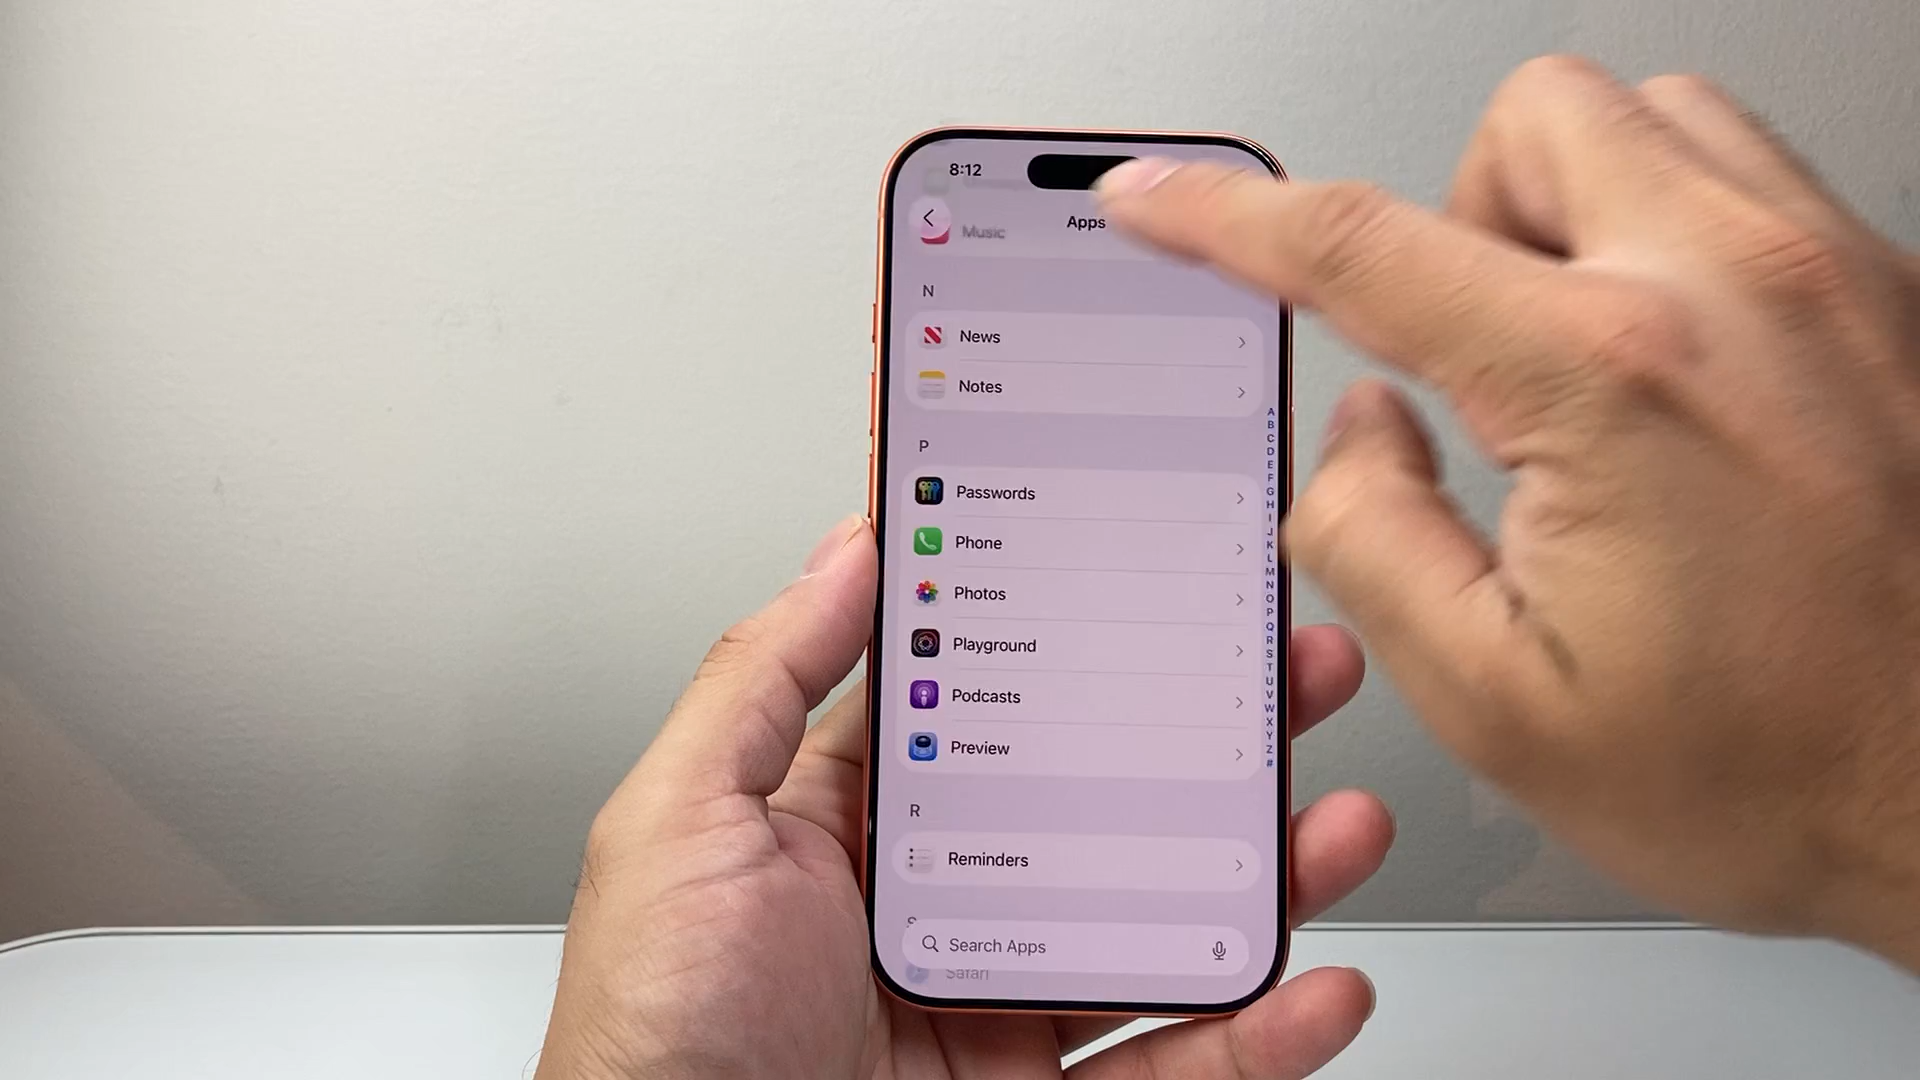 8:12
Apps
Music
N
News
Notes
P
Passwords
Phone
Photos
Playground
Podcasts
Preview
R
Reminders
S
Search Apps
Safari
A
B
C
D
E
F
G
H
I
J
K
L
M
N
O
P
Q
R
S
T
U
V
W
X
Y
Z
#